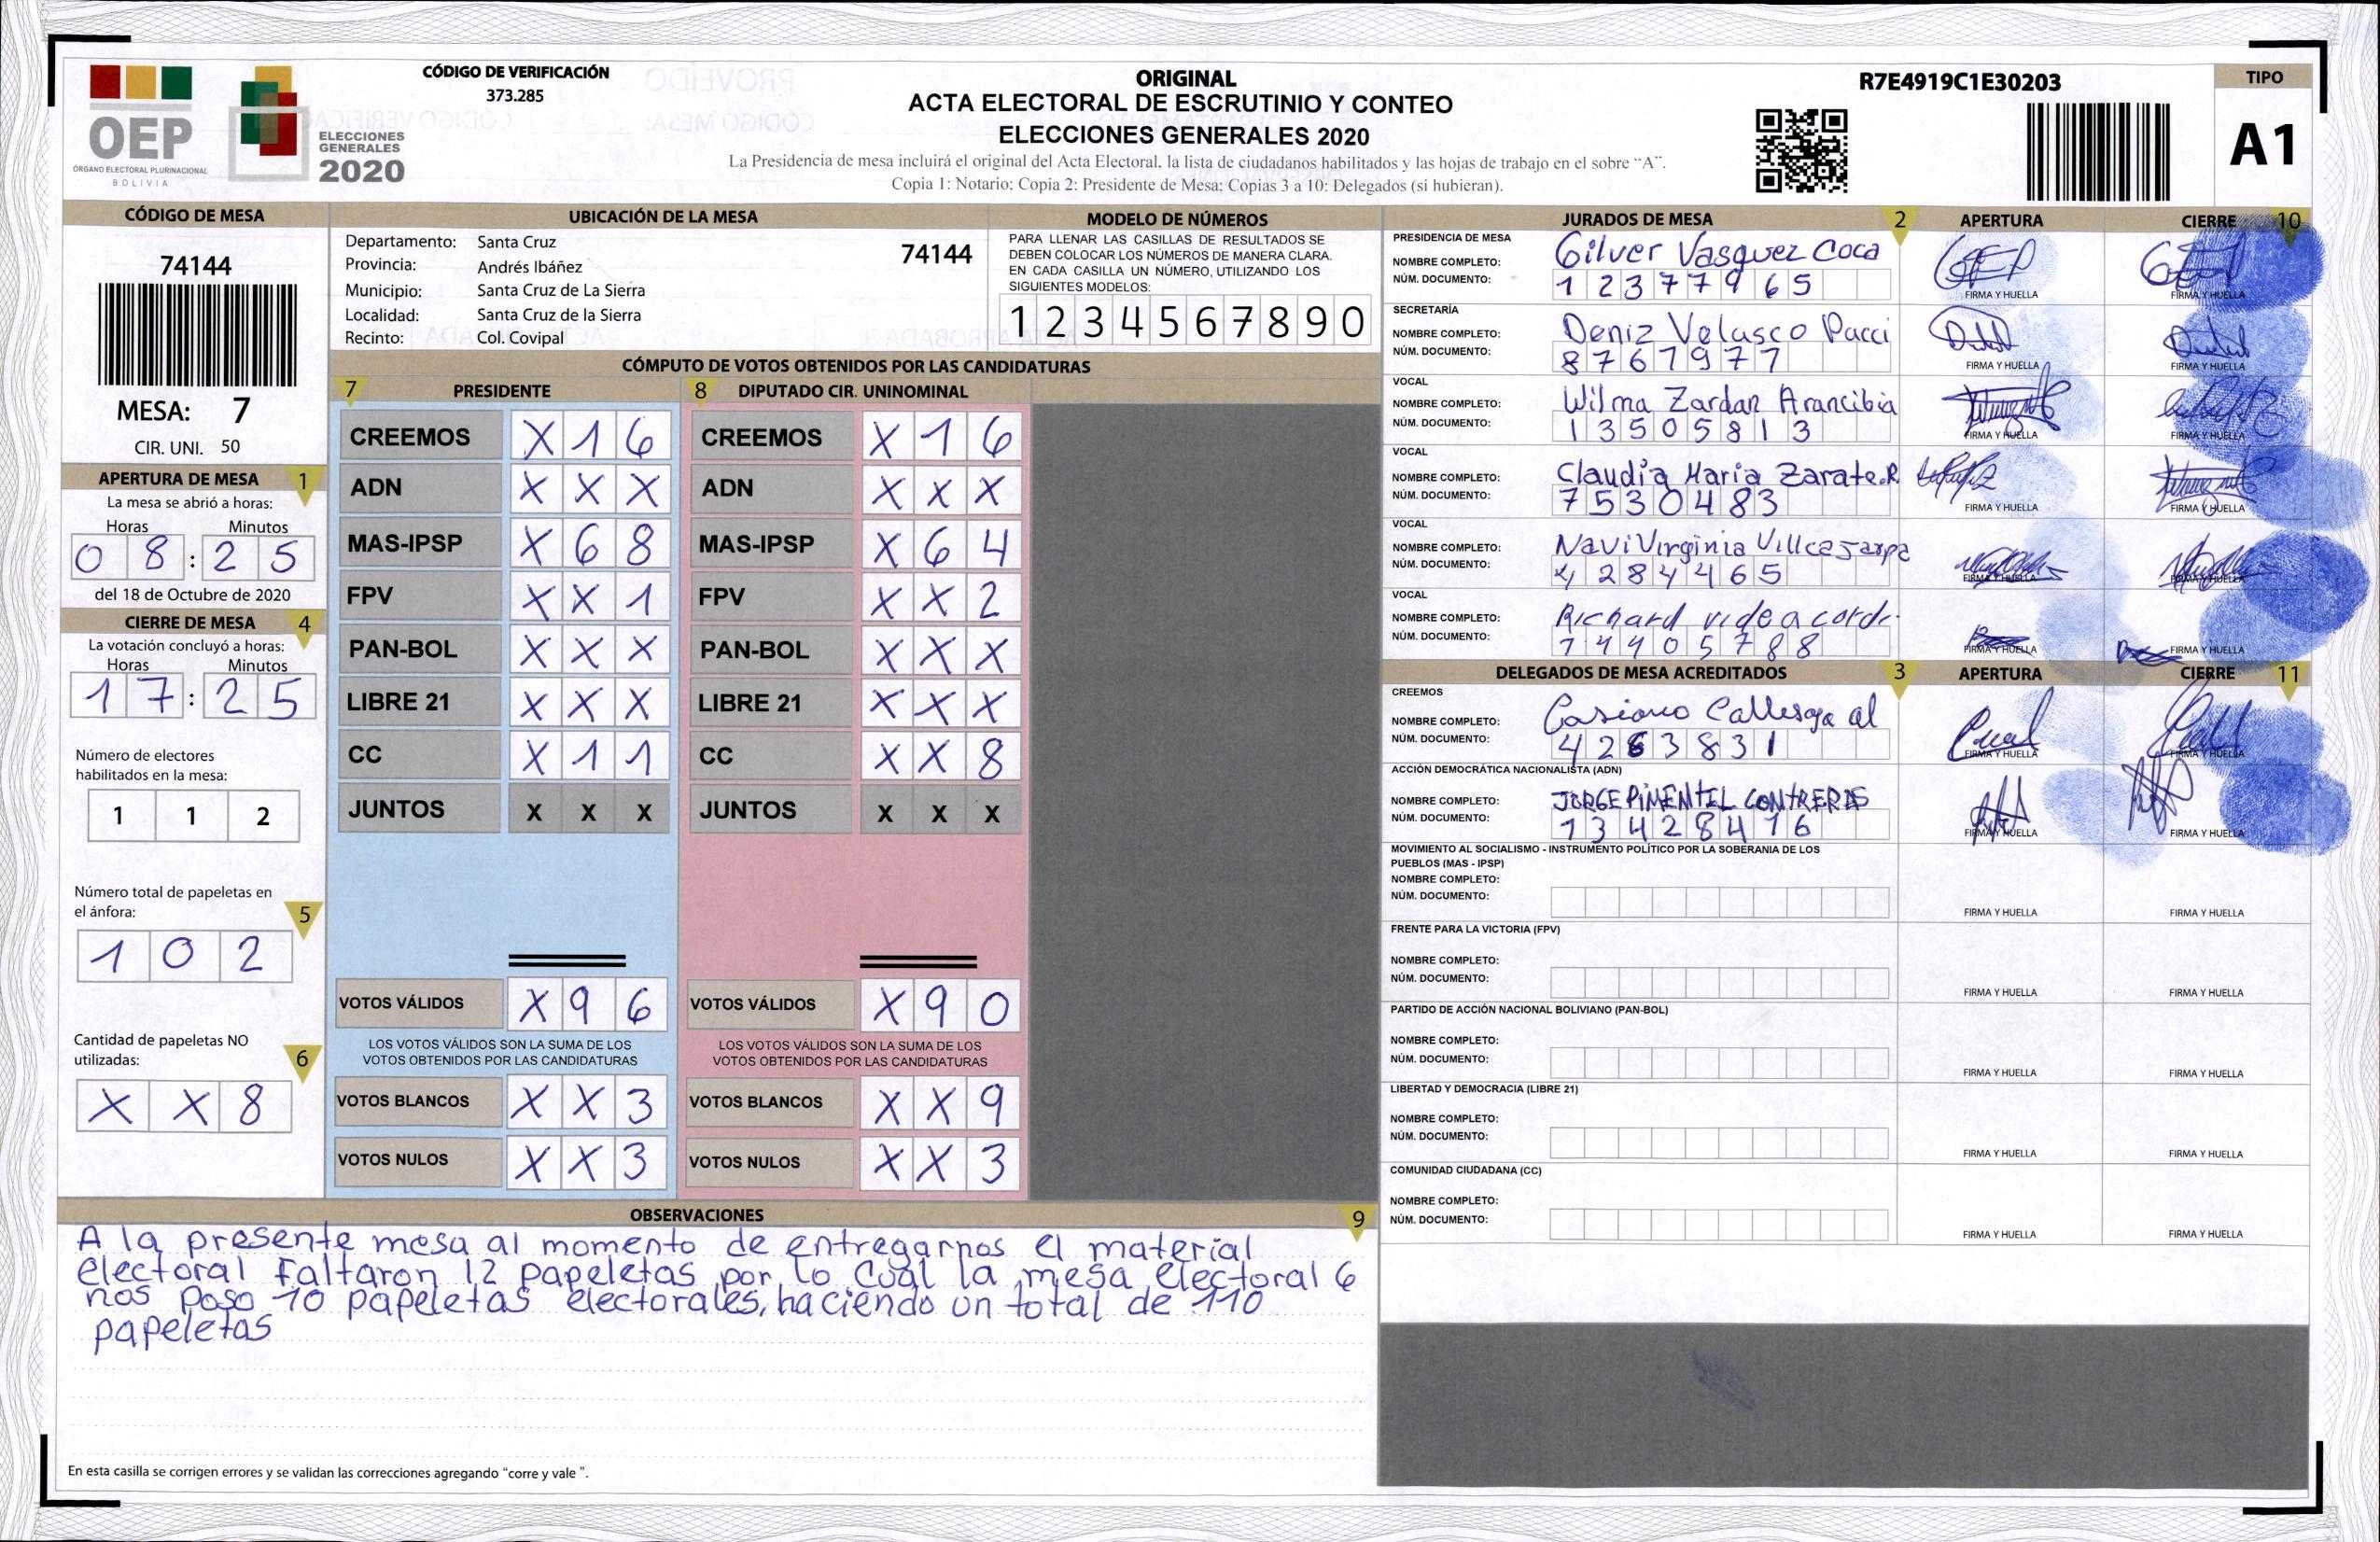 OEP
ÓRGANO ELECTORAL PLURINACIONAL
BOLIVIA
ELECCIONES
GENERALES
2020
CÓDIGO DE VERIFICACIÓN
373.285
ORIGINAL
ACTA ELECTORAL DE ESCRUTINIO Y CONTEO
ELECCIONES GENERALES 2020
La Presidencia de mesa incluirá el original del Acta Electoral, la lista de ciudadanos habilitados y las hojas de trabajo en el sobre "A".
Copia 1: Notario; Copia 2: Presidente de Mesa; Copias 3 a 10: Delegados (si hubieran).
R7E4919C1E30203
TIPO
A1
CÓDIGO DE MESA
74144
MESA: 7
CIR. UNI. 50
APERTURA DE MESA 1
La mesa se abrió a horas:
Horas Minutos
0 8 : 2 5
del 18 de Octubre de 2020
CIERRE DE MESA 4
La votación concluyó a horas:
Horas Minutos
1 7 : 2 5
Número de electores
habilitados en la mesa:
1 1 2
Número total de papeletas en
el ánfora: 5
1 0 2
Cantidad de papeletas NO
utilizadas: 6
X X 8
UBICACIÓN DE LA MESA
Departamento: Santa Cruz 74144
Provincia: Andrés Ibáñez
Municipio: Santa Cruz de La Sierra
Localidad: Santa Cruz de la Sierra
Recinto: Col. Covipal
MODELO DE NÚMEROS
PARA LLENAR LAS CASILLAS DE RESULTADOS SE
DEBEN COLOCAR LOS NÚMEROS DE MANERA CLARA.
EN CADA CASILLA UN NÚMERO, UTILIZANDO LOS
SIGUIENTES MODELOS:
1 2 3 4 5 6 7 8 9 0
CÓMPUTO DE VOTOS OBTENIDOS POR LAS CANDIDATURAS
7 PRESIDENTE 8 DIPUTADO CIR. UNINOMINAL
CREEMOS X 1 6 CREEMOS X 1 6
ADN X X X ADN X X X
MAS-IPSP X 6 8 MAS-IPSP X 6 4
FPV X X 1 FPV X X 2
PAN-BOL X X X PAN-BOL X X X
LIBRE 21 X X X LIBRE 21 X X X
CC X 1 1 CC X X 8
JUNTOS X X X JUNTOS X X X
VOTOS VÁLIDOS X 9 6 VOTOS VÁLIDOS X 9 0
LOS VOTOS VÁLIDOS SON LA SUMA DE LOS LOS VOTOS VÁLIDOS SON LA SUMA DE LOS
VOTOS OBTENIDOS POR LAS CANDIDATURAS VOTOS OBTENIDOS POR LAS CANDIDATURAS
VOTOS BLANCOS X X 3 VOTOS BLANCOS X X 9
VOTOS NULOS X X 3 VOTOS NULOS X X 3
OBSERVACIONES 9
A la presente mesa al momento de entregarnos el material
electoral Faltaron 12 papeletas por lo cual la mesa electoral 6
nos paso 10 papeletas electorales, haciendo un total de 110
papeletas
En esta casilla se corrigen errores y se validan las correcciones agregando "corre y vale ".
JURADOS DE MESA 2 APERTURA CIERRE 10
PRESIDENCIA DE MESA
NOMBRE COMPLETO: Gilver Vasquez Coca
NÚM. DOCUMENTO: 1 2 3 7 7 9 6 5
FIRMA Y HUELLA FIRMA Y HUELLA
SECRETARÍA
NOMBRE COMPLETO: Deniz Velasco Pacci
NÚM. DOCUMENTO: 8 7 6 7 9 7 7
FIRMA Y HUELLA FIRMA Y HUELLA
VOCAL
NOMBRE COMPLETO: Wilma Zardan Arancibia
NÚM. DOCUMENTO: 1 3 5 0 5 8 1 3
FIRMA Y HUELLA FIRMA Y HUELLA
VOCAL
NOMBRE COMPLETO: Claudia Maria Zarate.R
NÚM. DOCUMENTO: 7 5 3 0 4 8 3
FIRMA Y HUELLA FIRMA Y HUELLA
VOCAL
NOMBRE COMPLETO: Navi Virginia
NÚM. DOCUMENTO: 4 2 8 4 4 6 5
FIRMA Y HUELLA FIRMA Y HUELLA
VOCAL
NOMBRE COMPLETO: Richard
NÚM. DOCUMENTO: 1 4 4 0 5 7 8 8
FIRMA Y HUELLA FIRMA Y HUELLA
DELEGADOS DE MESA ACREDITADOS 3 APERTURA CIERRE 11
CREEMOS
NOMBRE COMPLETO:
NÚM. DOCUMENTO: 4 2 6 3 8 3 1
FIRMA Y HUELLA FIRMA Y HUELLA
ACCIÓN DEMOCRÁTICA NACIONALISTA (ADN)
NOMBRE COMPLETO: JORGE PIMENTEL CONTRERAS
NÚM. DOCUMENTO: 1 3 4 2 8 4 1 6
FIRMA Y HUELLA FIRMA Y HUELLA
MOVIMIENTO AL SOCIALISMO - INSTRUMENTO POLÍTICO POR LA SOBERANIA DE LOS
PUEBLOS (MAS - IPSP)
NOMBRE COMPLETO:
NÚM. DOCUMENTO:
FIRMA Y HUELLA FIRMA Y HUELLA
FRENTE PARA LA VICTORIA (FPV)
NOMBRE COMPLETO:
NÚM. DOCUMENTO:
FIRMA Y HUELLA FIRMA Y HUELLA
PARTIDO DE ACCIÓN NACIONAL BOLIVIANO (PAN-BOL)
NOMBRE COMPLETO:
NÚM. DOCUMENTO:
FIRMA Y HUELLA FIRMA Y HUELLA
LIBERTAD Y DEMOCRACIA (LIBRE 21)
NOMBRE COMPLETO:
NÚM. DOCUMENTO:
FIRMA Y HUELLA FIRMA Y HUELLA
COMUNIDAD CIUDADANA (CC)
NOMBRE COMPLETO:
NÚM. DOCUMENTO:
FIRMA Y HUELLA FIRMA Y HUELLA